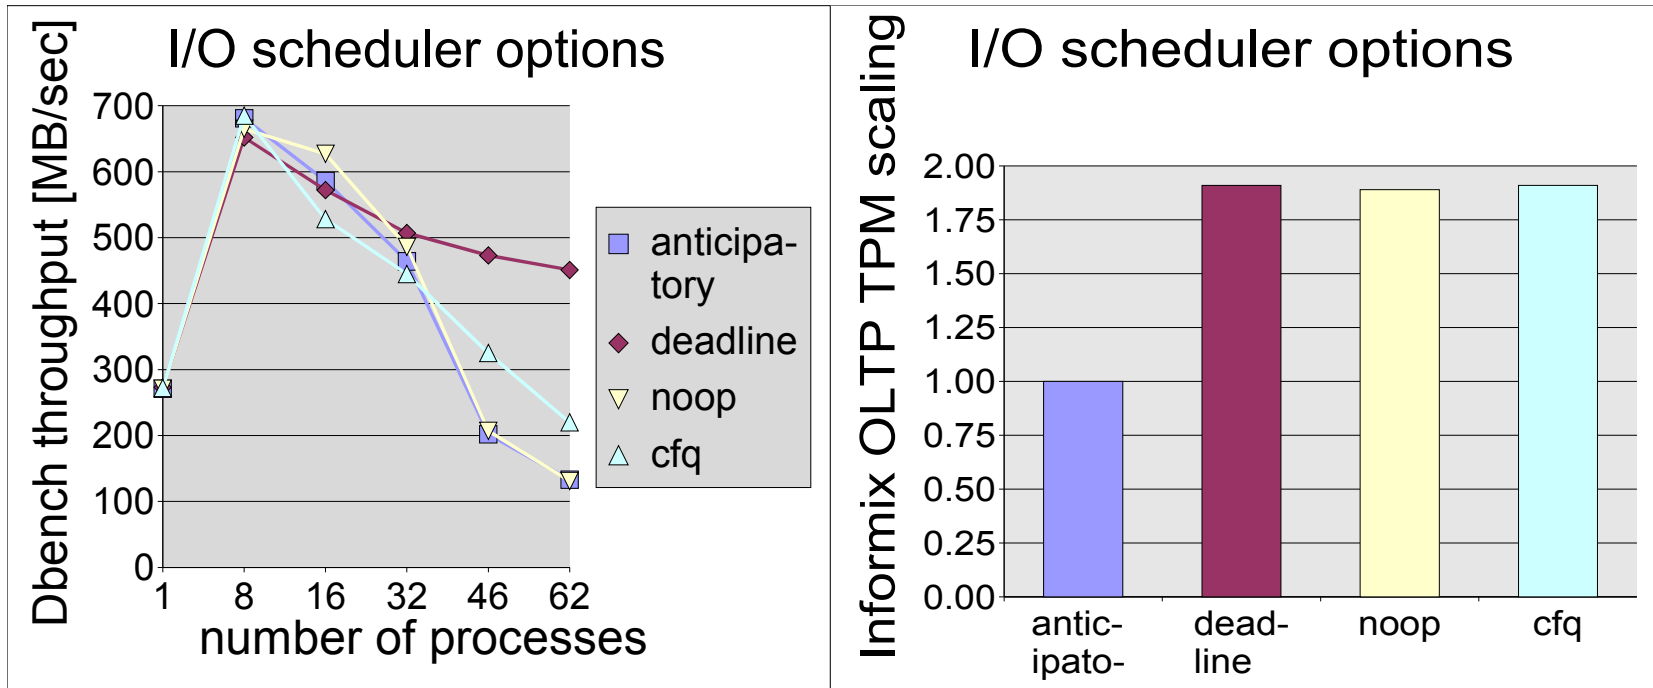 I/O scheduler options
Dbench throughput [MB/sec]
700
600
500
400
300
200
100
0
1 8 16 32 46 62
number of processes
anticipa-
tory
deadline
noop
cfq
I/O scheduler options
Informix OLTP TPM scaling
2.00
1.75
1.50
1.25
1.00
0.75
0.50
0.25
0.00
antic- dead- noop cfq
ipato- line